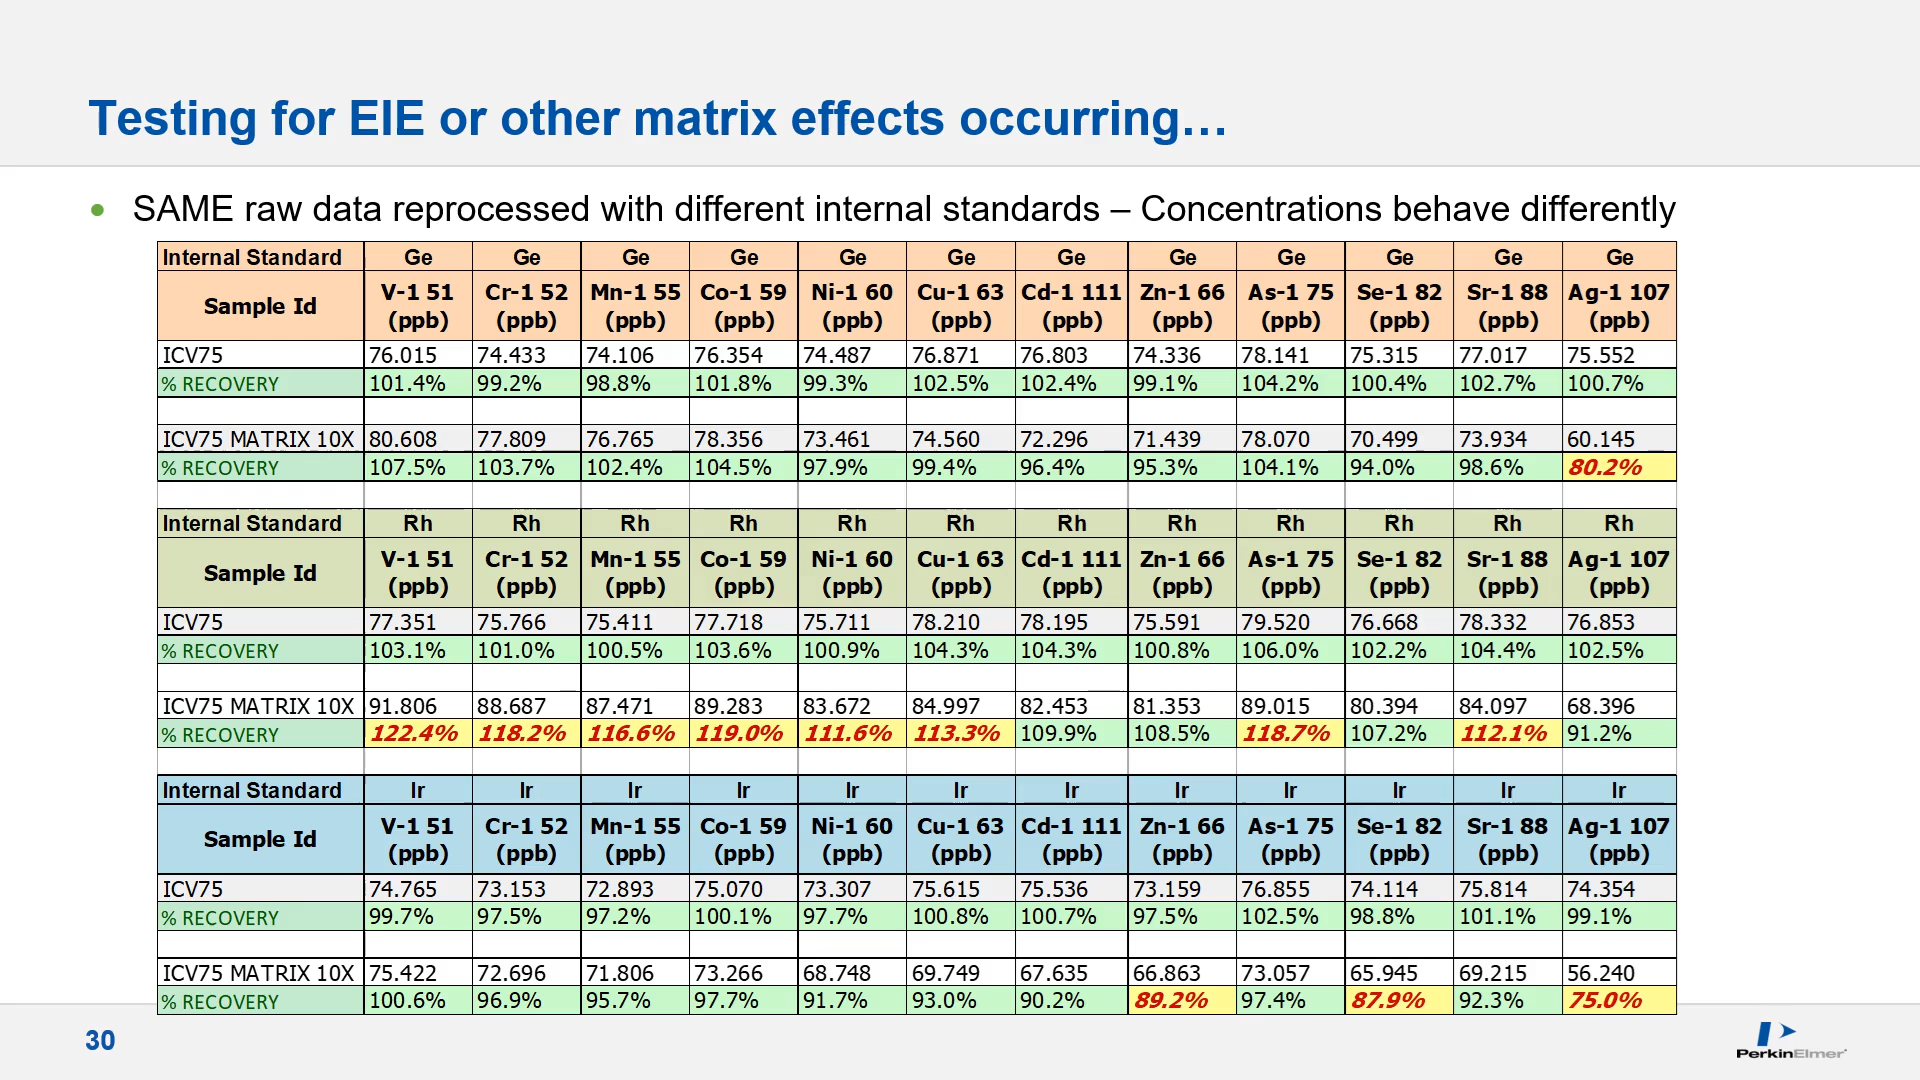 Testing for EIE or other matrix effects occurring…
• SAME raw data reprocessed with different internal standards – Concentrations behave differently
Internal Standard Ge Ge Ge Ge Ge Ge Ge Ge Ge Ge Ge Ge
Sample Id V-1 51 (ppb) Cr-1 52 (ppb) Mn-1 55 (ppb) Co-1 59 (ppb) Ni-1 60 (ppb) Cu-1 63 (ppb) Cd-1 111 (ppb) Zn-1 66 (ppb) As-1 75 (ppb) Se-1 82 (ppb) Sr-1 88 (ppb) Ag-1 107 (ppb)
ICV75 76.015 74.433 74.106 76.354 74.487 76.871 76.803 74.336 78.141 75.315 77.017 75.552
% RECOVERY 101.4% 99.2% 98.8% 101.8% 99.3% 102.5% 102.4% 99.1% 104.2% 100.4% 102.7% 100.7%
ICV75 MATRIX 10X 80.608 77.809 76.765 78.356 73.461 74.560 72.296 71.439 78.070 70.499 73.934 60.145
% RECOVERY 107.5% 103.7% 102.4% 104.5% 97.9% 99.4% 96.4% 95.3% 104.1% 94.0% 98.6% 80.2%
Internal Standard Rh Rh Rh Rh Rh Rh Rh Rh Rh Rh Rh Rh
Sample Id V-1 51 (ppb) Cr-1 52 (ppb) Mn-1 55 (ppb) Co-1 59 (ppb) Ni-1 60 (ppb) Cu-1 63 (ppb) Cd-1 111 (ppb) Zn-1 66 (ppb) As-1 75 (ppb) Se-1 82 (ppb) Sr-1 88 (ppb) Ag-1 107 (ppb)
ICV75 77.351 75.766 75.411 77.718 75.711 78.210 78.195 75.591 79.520 76.668 78.332 76.853
% RECOVERY 103.1% 101.0% 100.5% 103.6% 100.9% 104.3% 104.3% 100.8% 106.0% 102.2% 104.4% 102.5%
ICV75 MATRIX 10X 91.806 88.687 87.471 89.283 83.672 84.997 82.453 81.353 89.015 80.394 84.097 68.396
% RECOVERY 122.4% 118.2% 116.6% 119.0% 111.6% 113.3% 109.9% 108.5% 118.7% 107.2% 112.1% 91.2%
Internal Standard Ir Ir Ir Ir Ir Ir Ir Ir Ir Ir Ir Ir
Sample Id V-1 51 (ppb) Cr-1 52 (ppb) Mn-1 55 (ppb) Co-1 59 (ppb) Ni-1 60 (ppb) Cu-1 63 (ppb) Cd-1 111 (ppb) Zn-1 66 (ppb) As-1 75 (ppb) Se-1 82 (ppb) Sr-1 88 (ppb) Ag-1 107 (ppb)
ICV75 74.765 73.153 72.893 75.070 73.307 75.615 75.536 73.159 76.855 74.114 75.814 74.354
% RECOVERY 99.7% 97.5% 97.2% 100.1% 97.7% 100.8% 100.7% 97.5% 102.5% 98.8% 101.1% 99.1%
ICV75 MATRIX 10X 75.422 72.696 71.806 73.266 68.748 69.749 67.635 66.863 73.057 65.945 69.215 56.240
% RECOVERY 100.6% 96.9% 95.7% 97.7% 91.7% 93.0% 90.2% 89.2% 97.4% 87.9% 92.3% 75.0%
30
PerkinElmer